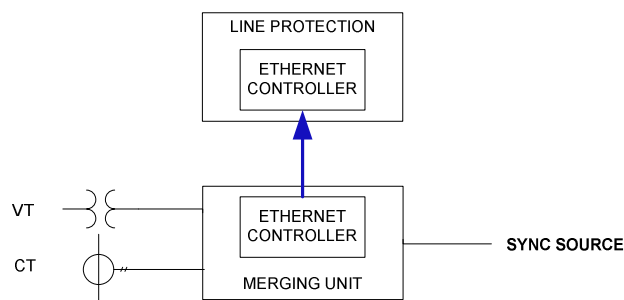 LINE PROTECTION
ETHERNET
CONTROLLER
VT
CT
ETHERNET
CONTROLLER
MERGING UNIT
SYNC SOURCE